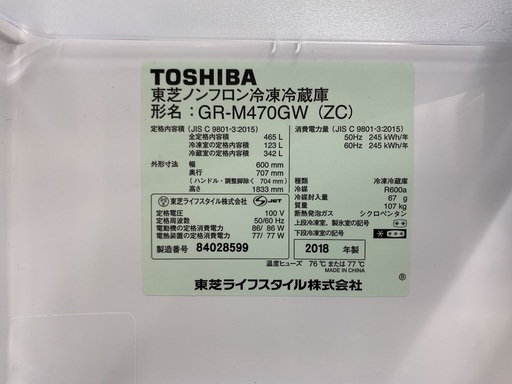 TOSHIBA
東芝ノンフロン冷凍冷蔵庫
形名：GR-M470GW (ZC)
定格内容積（JIS C 9801-3:2015）
全定格内容積 465 L
冷凍室の定格内容積 123 L
冷蔵室の定格内容積 342 L
外形寸法 幅 600 mm
奥行 707 mm
（ハンドル・調整脚除く 704 mm）
高さ 1833 mm
東芝ライフスタイル株式会社 S JET
定格電圧 100 V
定格周波数 50/60 Hz
電動機の定格消費電力 86/ 86 W
電熱装置の定格消費電力 77/ 77 W
製造番号 84028599
消費電力量（JIS C 9801-3:2015）
50Hz 245 kWh/年
60Hz 245 kWh/年
種類 冷凍冷蔵庫
冷媒 R600a
冷媒封入量 67 g
質量 107 kg
断熱発泡ガス シクロペンタン
上段冷凍室、製氷室の記号
下段冷凍室の記号
2018 年製
温度ヒューズ 76℃ または 77℃
MADE IN CHINA
B
東芝ライフスタイル株式会社